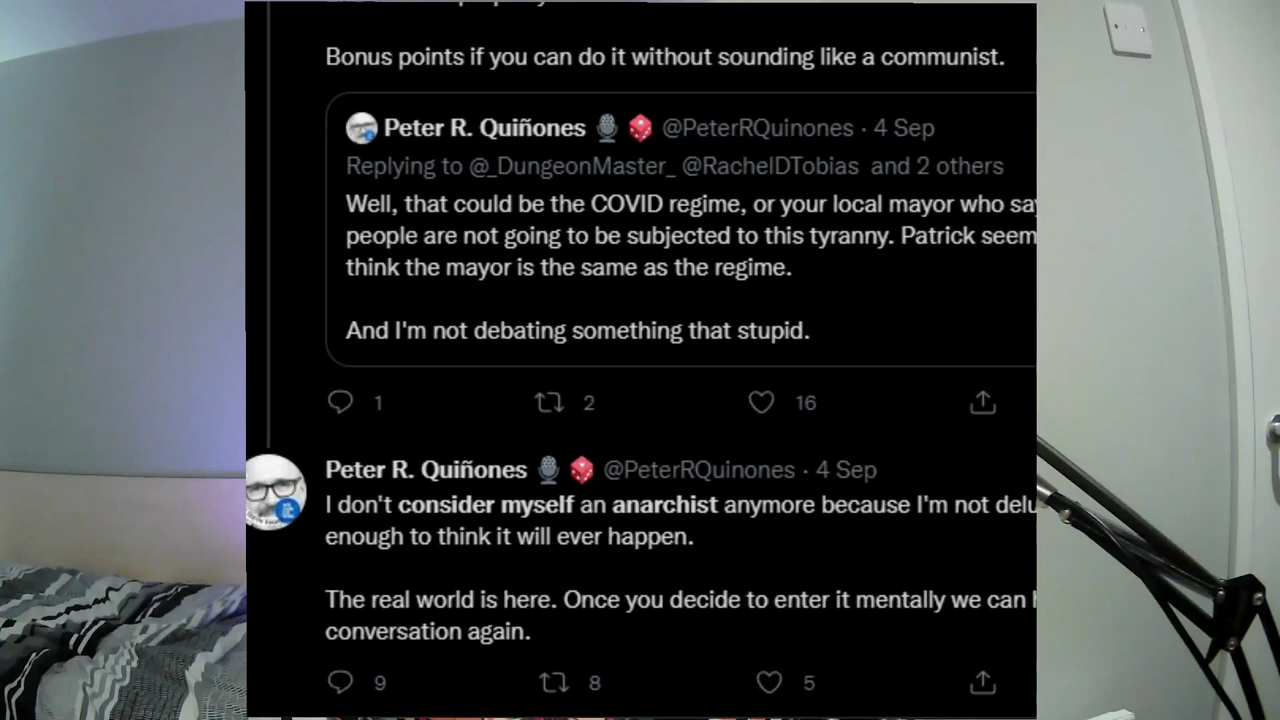 Bonus points if you can do it without sounding like a communist.
Peter R. Quiñones @PeterRQuinones · 4 Sep
Replying to @_DungeonMaster_ @RachelDTobias and 2 others
Well, that could be the COVID regime, or your local mayor who say
people are not going to be subjected to this tyranny. Patrick seem
think the mayor is the same as the regime.
And I'm not debating something that stupid.
1 2 16
Peter R. Quiñones @PeterRQuinones · 4 Sep
I don't consider myself an anarchist anymore because I'm not delu
enough to think it will ever happen.
The real world is here. Once you decide to enter it mentally we can
conversation again.
9 8 5